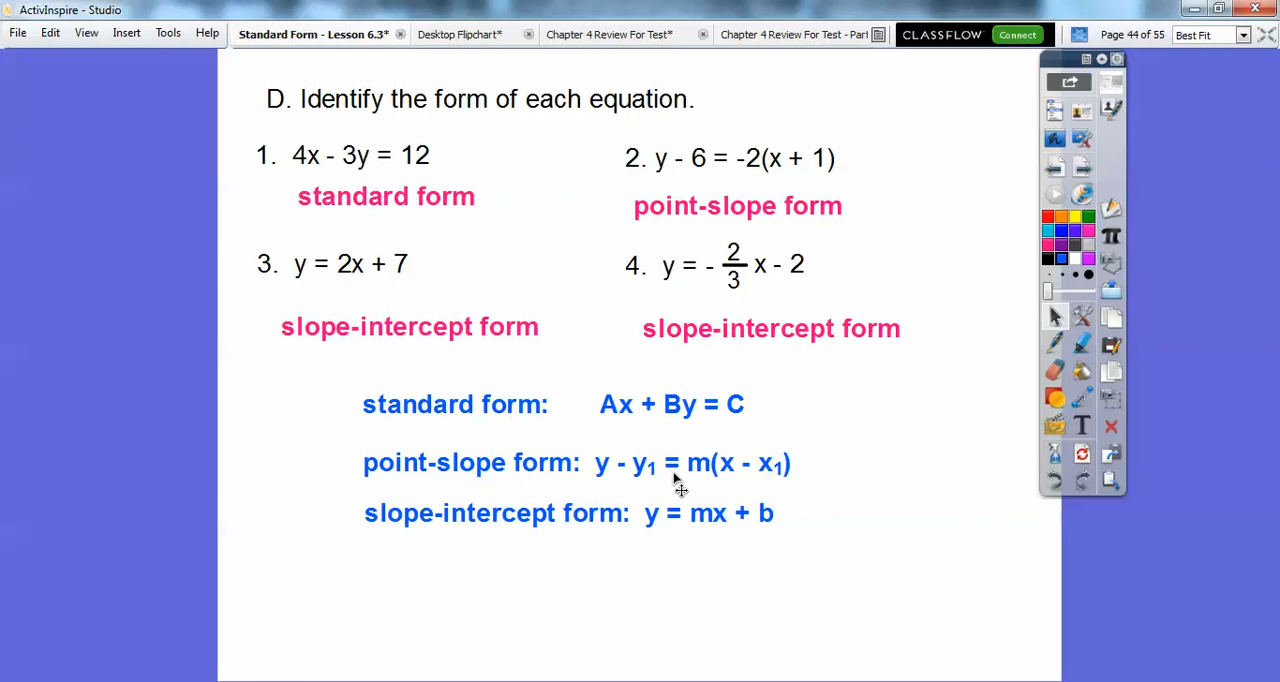 ActivInspire - Studio
File Edit View Insert Tools Help
Standard Form - Lesson 6.3* Desktop Flipchart* Chapter 4 Review For Test* Chapter 4 Review For Test - Part
CLASSFLOW Connect
Page 44 of 55 Best Fit
D. Identify the form of each equation.
1. 4x - 3y = 12
2. y - 6 = -2(x + 1)
standard form
point-slope form
3. y = 2x + 7
4. y = - 2/3 x - 2
slope-intercept form
slope-intercept form
standard form: Ax + By = C
point-slope form: y - y₁ = m(x - x₁)
slope-intercept form: y = mx + b